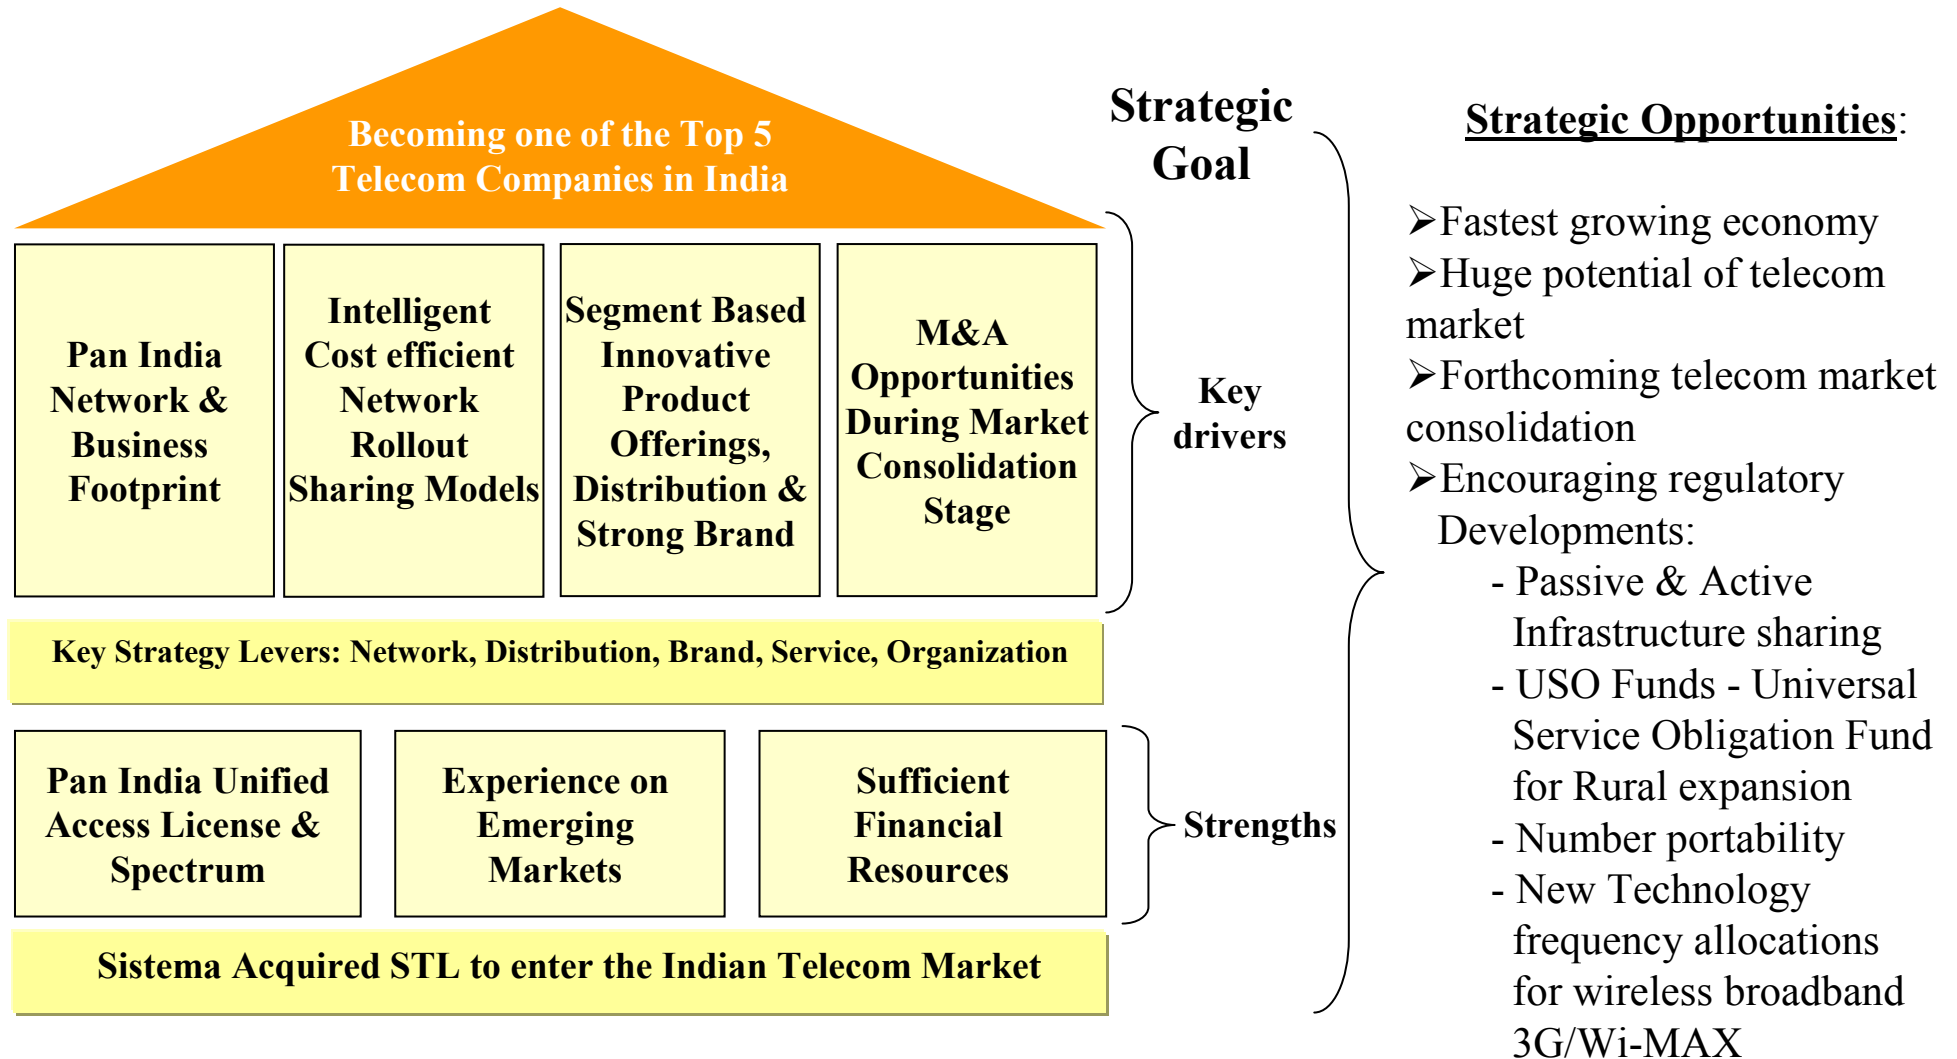 Becoming one of the Top 5
Telecom Companies in India
Strategic
Goal
Pan India
Network &
Business
Footprint
Intelligent
Cost efficient
Network
Rollout
Sharing Models
Segment Based
Innovative
Product
Offerings,
Distribution &
Strong Brand
M&A
Opportunities
During Market
Consolidation
Stage
Key
drivers
Key Strategy Levers: Network, Distribution, Brand, Service, Organization
Pan India Unified
Access License &
Spectrum
Experience on
Emerging
Markets
Sufficient
Financial
Resources
Strengths
Sistema Acquired STL to enter the Indian Telecom Market
Strategic Opportunities:
➢Fastest growing economy
➢Huge potential of telecom
market
➢Forthcoming telecom market
consolidation
➢Encouraging regulatory
Developments:
- Passive & Active
Infrastructure sharing
- USO Funds - Universal
Service Obligation Fund
for Rural expansion
- Number portability
- New Technology
frequency allocations
for wireless broadband
3G/Wi-MAX